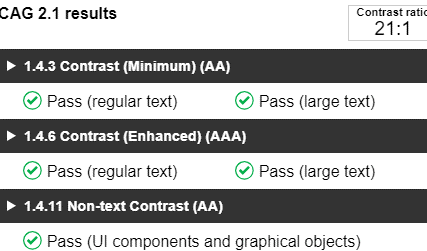 CAG 2.1 results
Contrast ratio
21:1
1.4.3 Contrast (Minimum) (AA)
Pass (regular text) Pass (large text)
1.4.6 Contrast (Enhanced) (AAA)
Pass (regular text) Pass (large text)
1.4.11 Non-text Contrast (AA)
Pass (UI components and graphical objects)